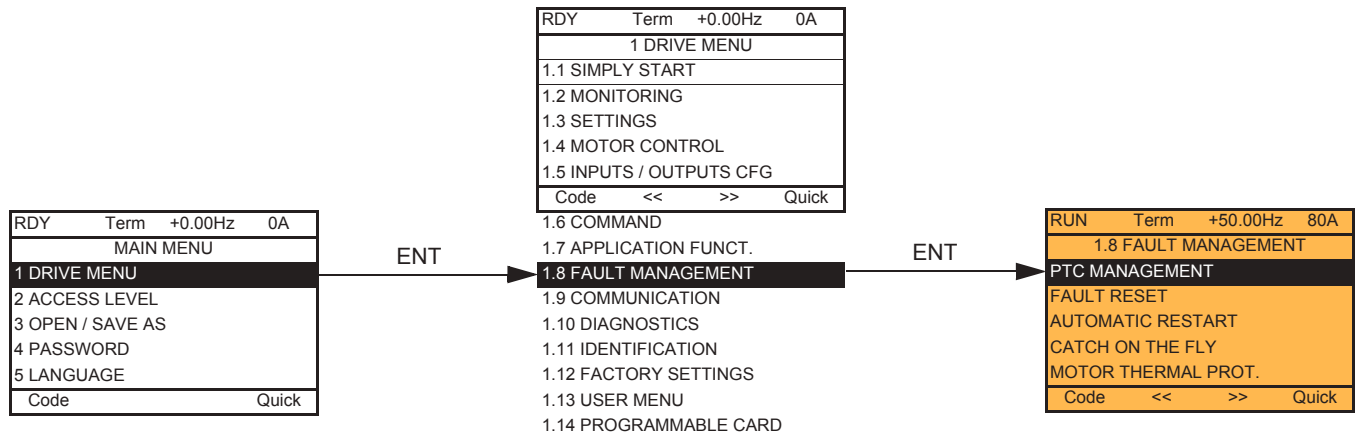 RDY Term +0.00Hz 0A
MAIN MENU
1 DRIVE MENU
2 ACCESS LEVEL
3 OPEN / SAVE AS
4 PASSWORD
5 LANGUAGE
Code Quick
ENT
RDY Term +0.00Hz 0A
1 DRIVE MENU
1.1 SIMPLY START
1.2 MONITORING
1.3 SETTINGS
1.4 MOTOR CONTROL
1.5 INPUTS / OUTPUTS CFG
Code << >> Quick
1.6 COMMAND
1.7 APPLICATION FUNCT.
1.8 FAULT MANAGEMENT
1.9 COMMUNICATION
1.10 DIAGNOSTICS
1.11 IDENTIFICATION
1.12 FACTORY SETTINGS
1.13 USER MENU
1.14 PROGRAMMABLE CARD
ENT
RUN Term +50.00Hz 80A
1.8 FAULT MANAGEMENT
PTC MANAGEMENT
FAULT RESET
AUTOMATIC RESTART
CATCH ON THE FLY
MOTOR THERMAL PROT.
Code << >> Quick